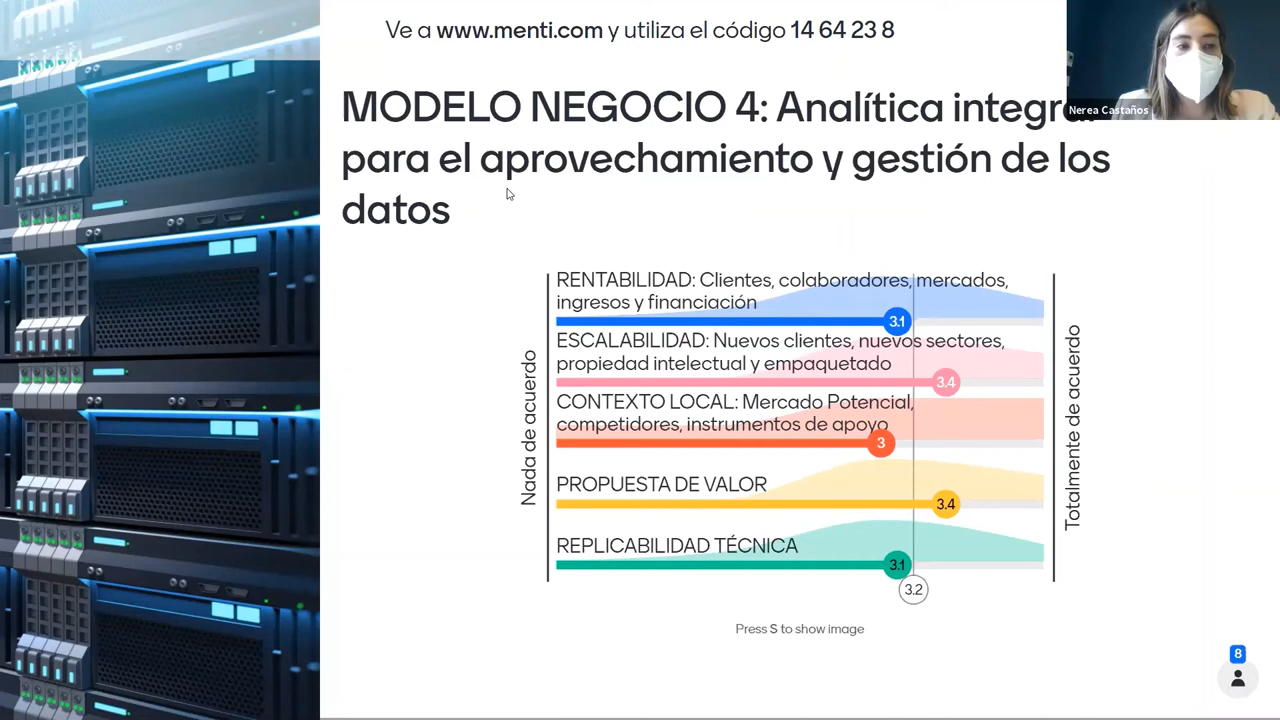 Ve a www.menti.com y utiliza el código 14 64 23 8
MODELO NEGOCIO 4: Analítica integral
para el aprovechamiento y gestión de los
datos
Nerea Castaños
RENTABILIDAD: Clientes, colaboradores, mercados,
ingresos y financiación
3.1
ESCALABILIDAD: Nuevos clientes, nuevos sectores,
propiedad intelectual y empaquetado
3.4
CONTEXTO LOCAL: Mercado Potencial,
competidores, instrumentos de apoyo
3
PROPUESTA DE VALOR
3.4
REPLICABILIDAD TÉCNICA
3.1
3.2
Nada de acuerdo
Totalmente de acuerdo
Press S to show image
8